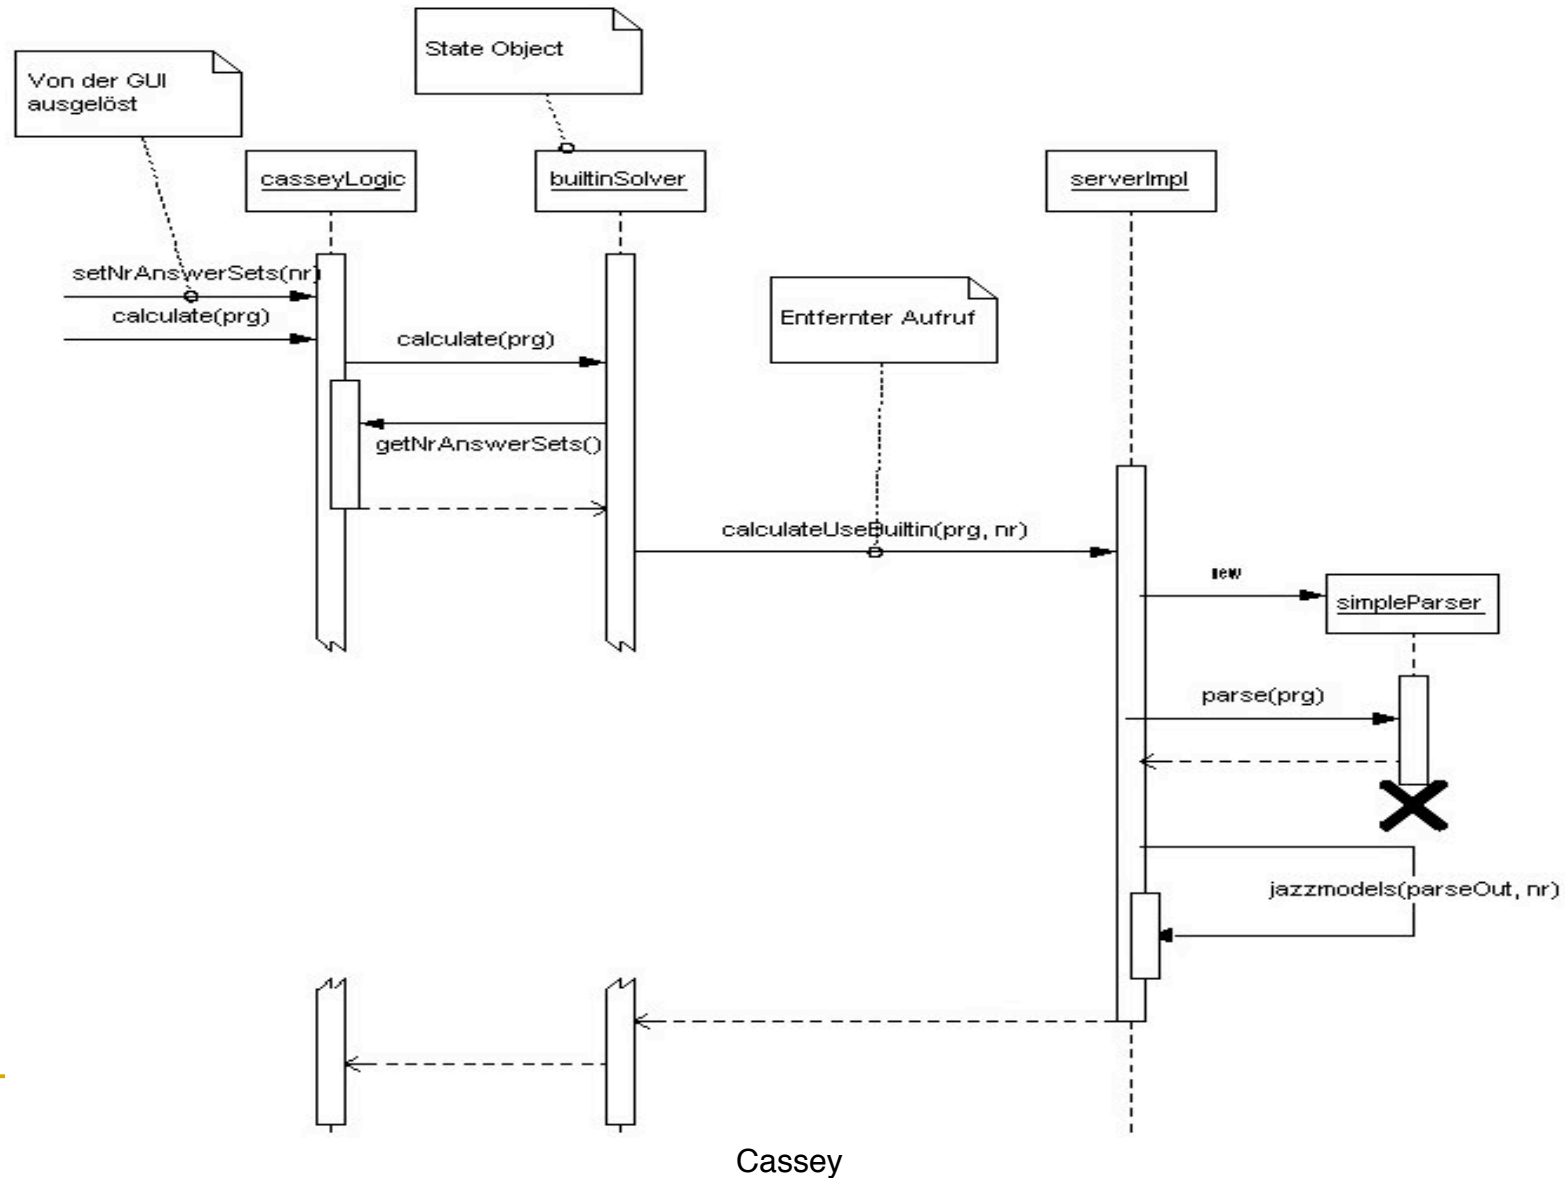 State Object
Von der GUI
ausgelöst
casseyLogic
builtinSolver
serverImpl
setNrAnswerSets(nr)
calculate(prg)
calculate(prg)
Entfernter Aufruf
getNrAnswerSets()
calculateUseBuiltin(prg, nr)
new
simpleParser
parse(prg)
jazzmodels(parseOut, nr)
Cassey